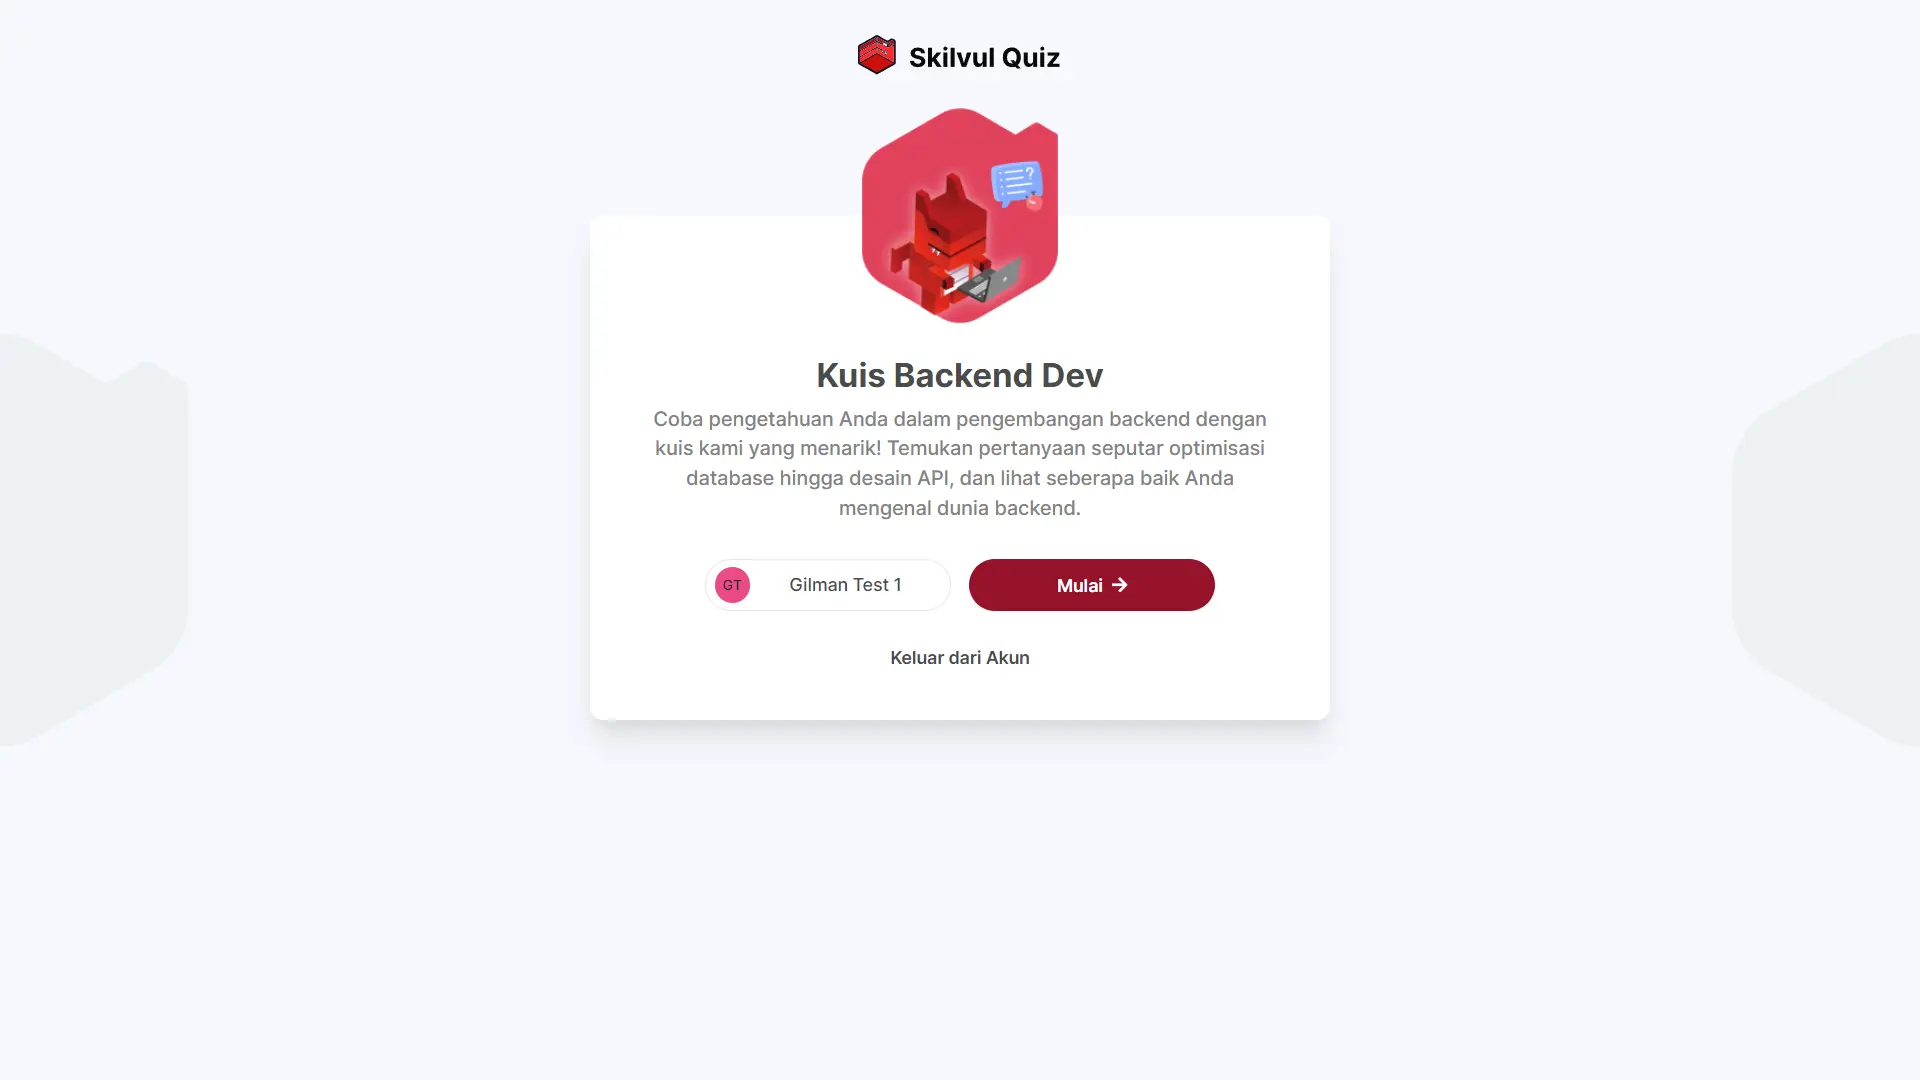 Skilvul Quiz
?
Kuis Backend Dev
Coba pengetahuan Anda dalam pengembangan backend dengan
kuis kami yang menarik! Temukan pertanyaan seputar optimisasi
database hingga desain API, dan lihat seberapa baik Anda
mengenal dunia backend.
GT Gilman Test 1
Mulai →
Keluar dari Akun